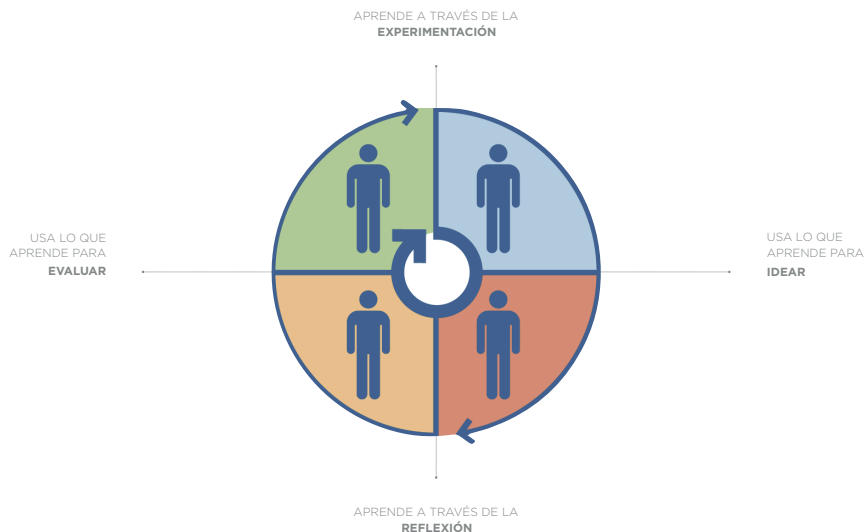 APRENDE A TRAVÉS DE LA
EXPERIMENTACIÓN
USA LO QUE
APRENDE PARA
EVALUAR
USA LO QUE
APRENDE PARA
IDEAR
APRENDE A TRAVÉS DE LA
REFLEXIÓN